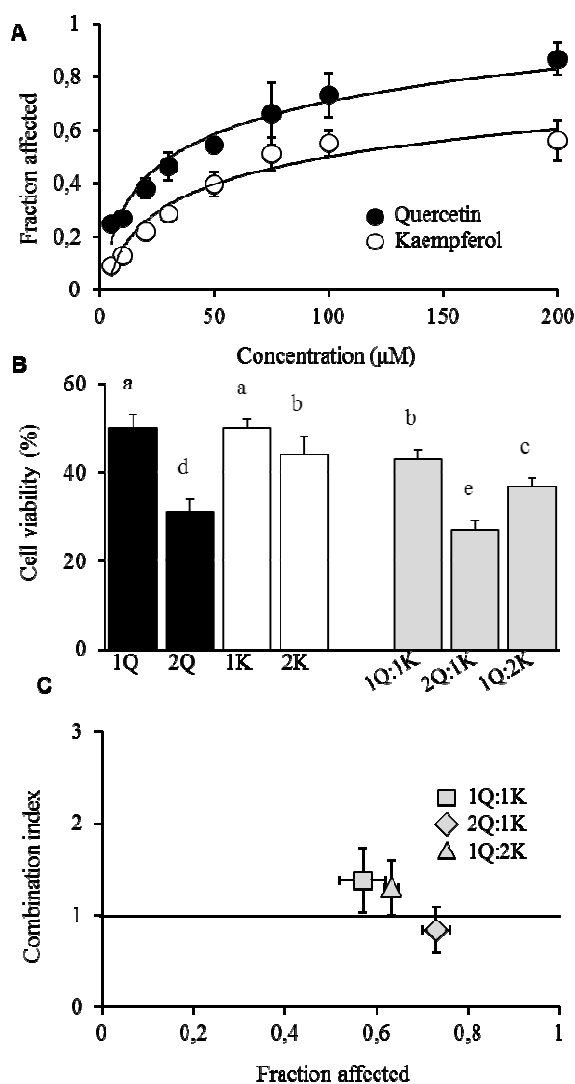 A
Fraction affected
1
0,8
0,6
0,4
0,2
0
Quercetin
Kaempferol
0 50 100 150 200
Concentration (µM)
B
Cell viability (%)
60
40
20
0
a
d
a
b
b
e
c
1Q 2Q 1K 2K 1Q:1K 2Q:1K 1Q:2K
C
Combination index
3
2
1
0
1Q:1K
2Q:1K
1Q:2K
0 0,2 0,4 0,6 0,8 1
Fraction affected